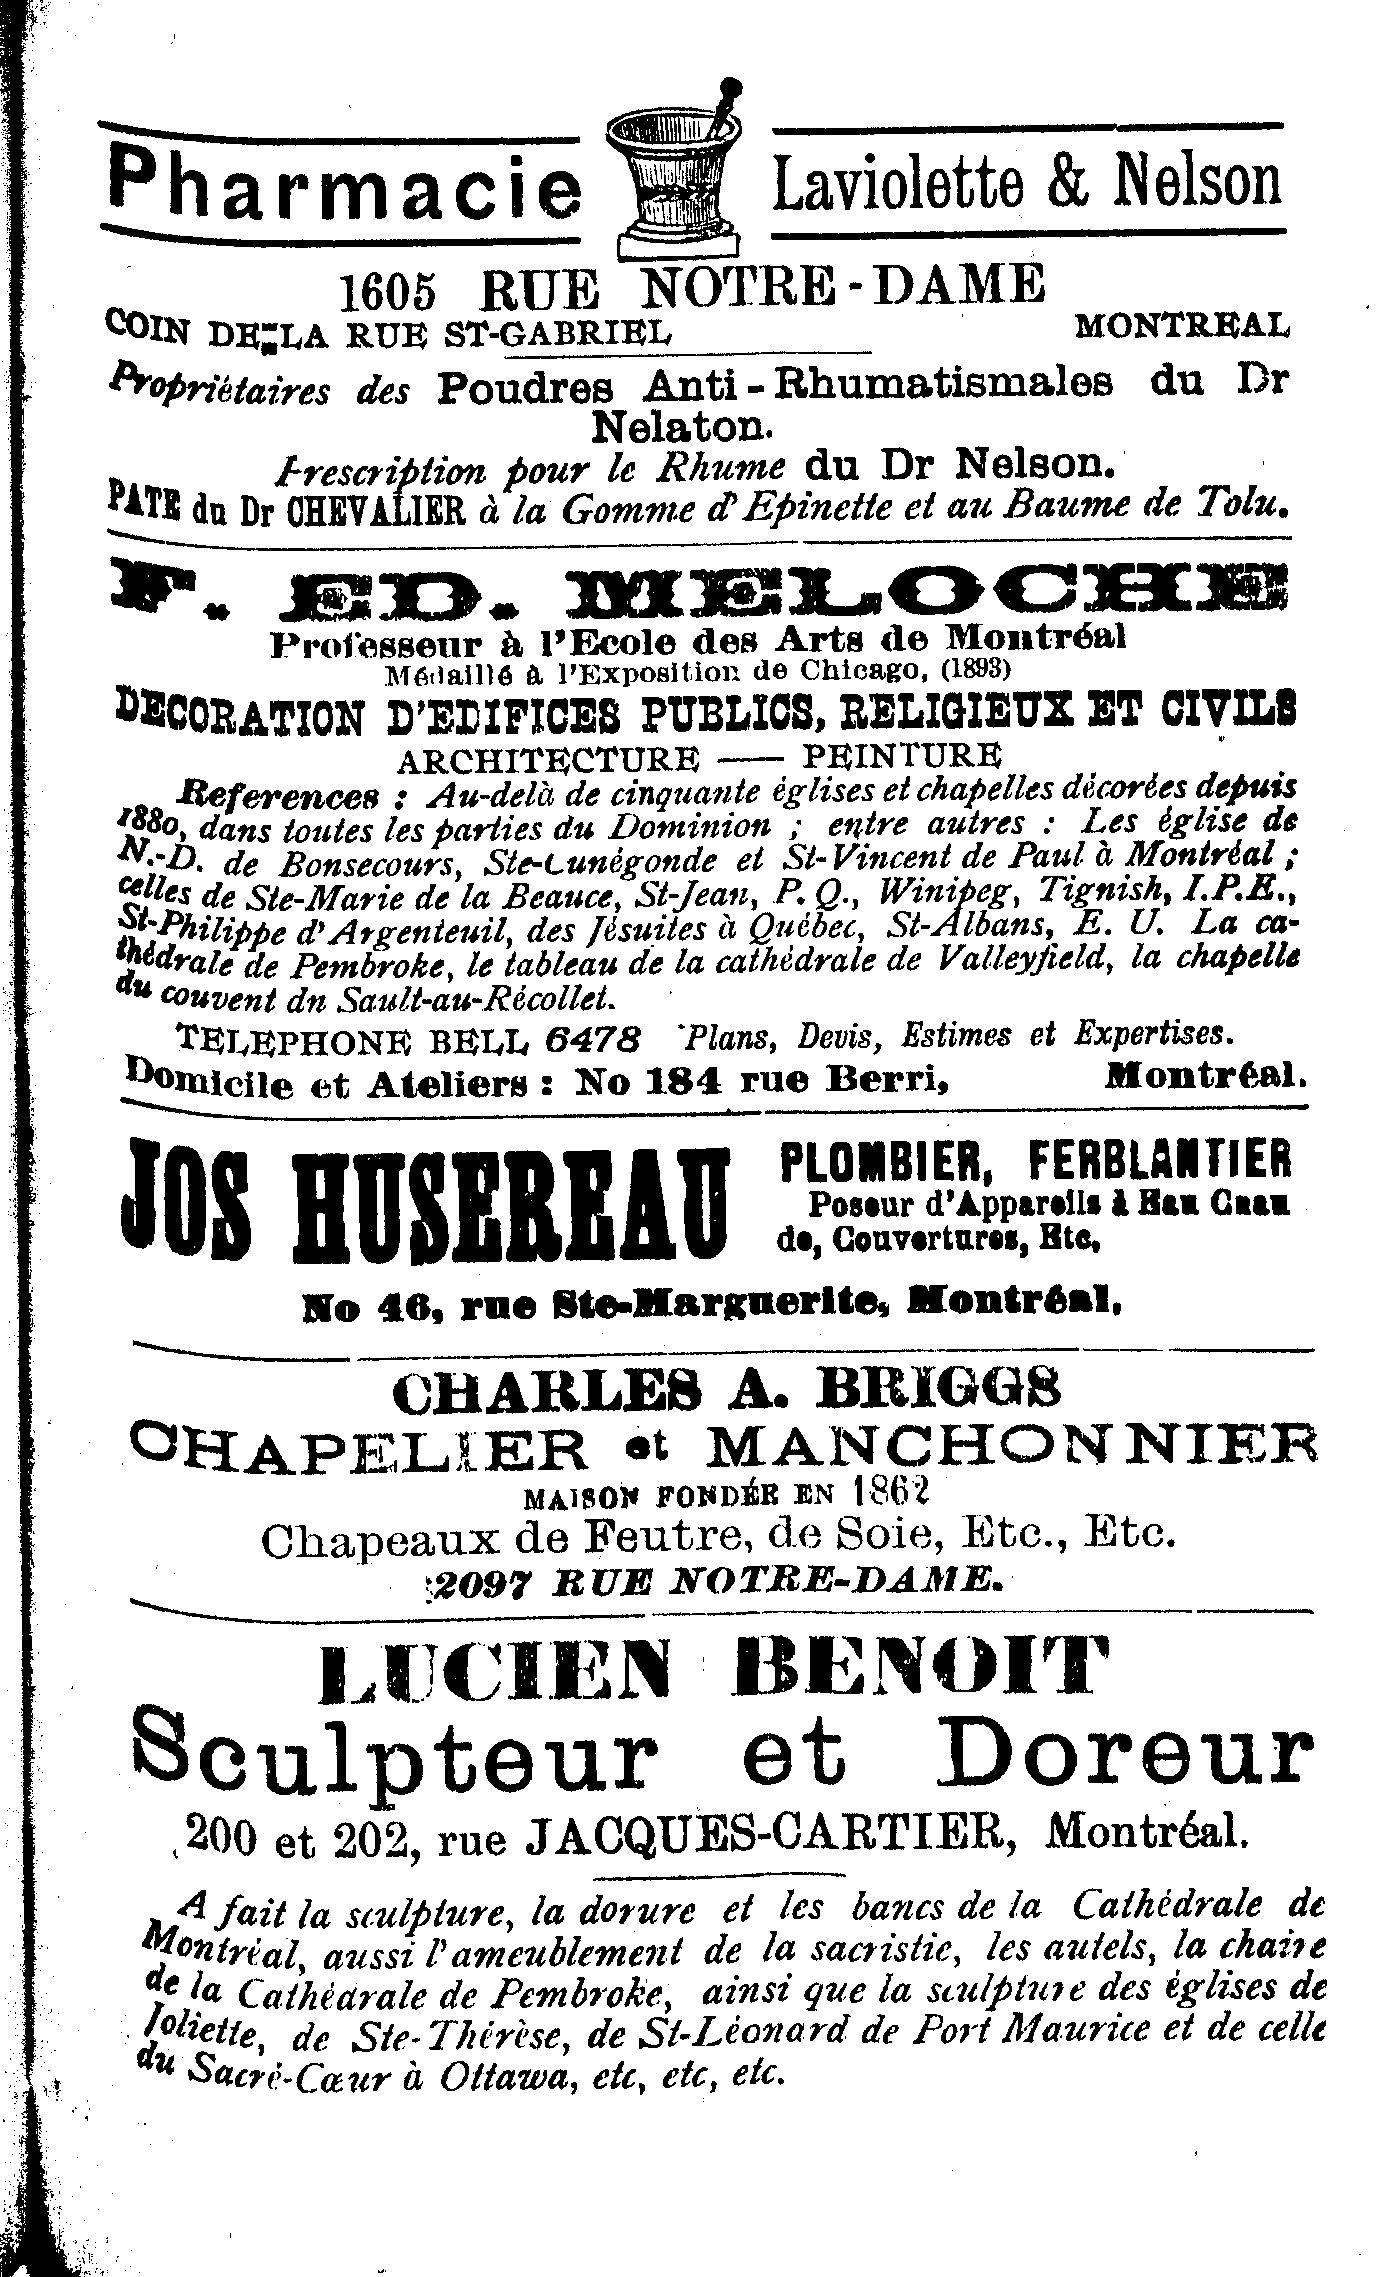 Pharmacie Laviolette & Nelson
1605 RUE NOTRE-DAME
COIN DE LA RUE ST-GABRIEL MONTREAL
Propriétaires des Poudres Anti-Rhumatismales du Dr
Nelaton.
Prescription pour le Rhume du Dr Nelson.
PATE du Dr CHEVALIER à la Gomme d'Epinette et au Baume de Tolu.
F. ED. MELOCHE
Professeur à l'Ecole des Arts de Montréal
Médaillé à l'Exposition de Chicago, (1893)
DECORATION D'EDIFICES PUBLICS, RELIGIEUX ET CIVILS
ARCHITECTURE — PEINTURE
References : Au-delà de cinquante églises et chapelles décorées depuis
1880, dans toutes les parties du Dominion ; entre autres : Les église de
N.-D. de Bonsecours, Ste-Cunégonde et St-Vincent de Paul à Montréal ;
celles de Ste-Marie de la Beauce, St-Jean, P. Q., Winipeg, Tignish, I.P.E.,
St-Philippe d'Argenteuil, des Jésuites à Québec, St-Albans, E. U. La ca-
thédrale de Pembroke, le tableau de la cathédrale de Valleyfield, la chapelle
du couvent dn Sault-au-Récollet.
TELEPHONE BELL 6478 Plans, Devis, Estimes et Expertises.
Domicile et Ateliers : No 184 rue Berri, Montréal.
JOS HUSEREAU PLOMBIER, FERBLANTIER
Poseur d'Appareils à Eau Chau
de, Couvertures, Etc,
No 46, rue Ste-Marguerite, Montréal,
CHARLES A. BRIGGS
CHAPELIER et MANCHONNIER
MAISON FONDÉE EN 1862
Chapeaux de Feutre, de Soie, Etc., Etc.
2097 RUE NOTRE-DAME.
LUCIEN BENOIT
Sculpteur et Doreur
200 et 202, rue JACQUES-CARTIER, Montréal.
A fait la sculpture, la dorure et les bancs de la Cathédrale de
Montréal, aussi l'ameublement de la sacristie, les autels, la chaire
de la Cathédrale de Pembroke, ainsi que la sculpture des églises de
Joliette, de Ste-Thérèse, de St-Léonard de Port Maurice et de celle
du Sacré-Cœur à Ottawa, etc, etc, etc.